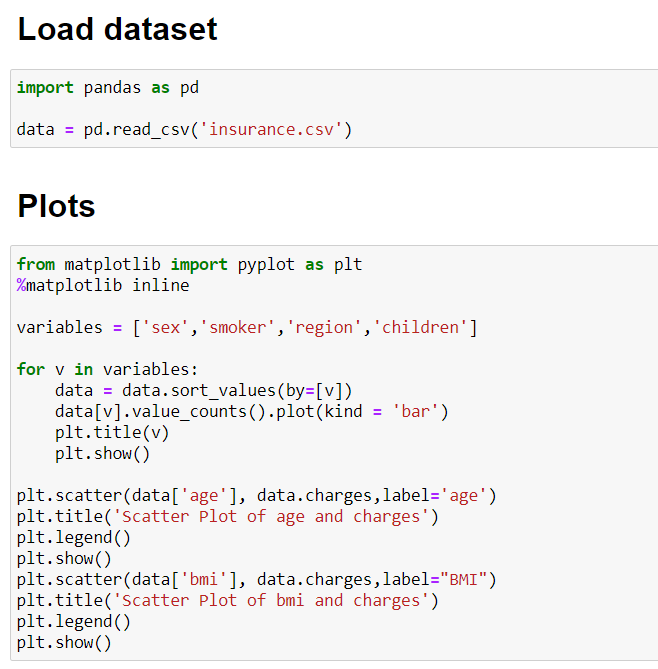 Load dataset
import pandas as pd
data = pd.read_csv('insurance.csv')
Plots
from matplotlib import pyplot as plt
%matplotlib inline
variables = ['sex','smoker','region','children']
for v in variables:
    data = data.sort_values(by=[v])
    data[v].value_counts().plot(kind = 'bar')
    plt.title(v)
    plt.show()
plt.scatter(data['age'], data.charges,label='age')
plt.title('Scatter Plot of age and charges')
plt.legend()
plt.show()
plt.scatter(data['bmi'], data.charges,label="BMI")
plt.title('Scatter Plot of bmi and charges')
plt.legend()
plt.show()